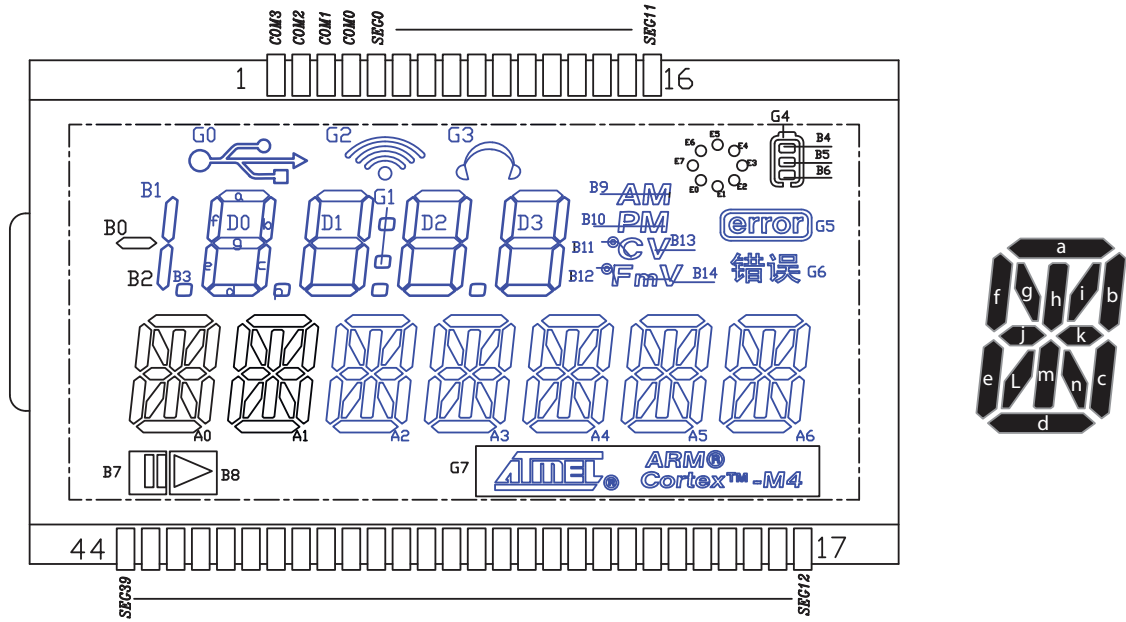 COM3 COM2 COM1 COM0 SEG0 SEG11
1 16
G0 G2 G3 G4
E5
E6 E4
E7 E3
E0 E2
E1
B4
B5
B6
B1 G1 B9 AM
a
f D0 b D1 D2 D3 B10 PM error G5
B0 g B11 °C V B13
B2 B3 e c B12 °F mV B14 错误 G6
d p
A0 A1 A2 A3 A4 A5 A6
B7 B8 G7 ATMEL® ARM®
Cortex™-M4
44 17
SEG39 SEG12
a
f g h i b
j k
e L m n c
d